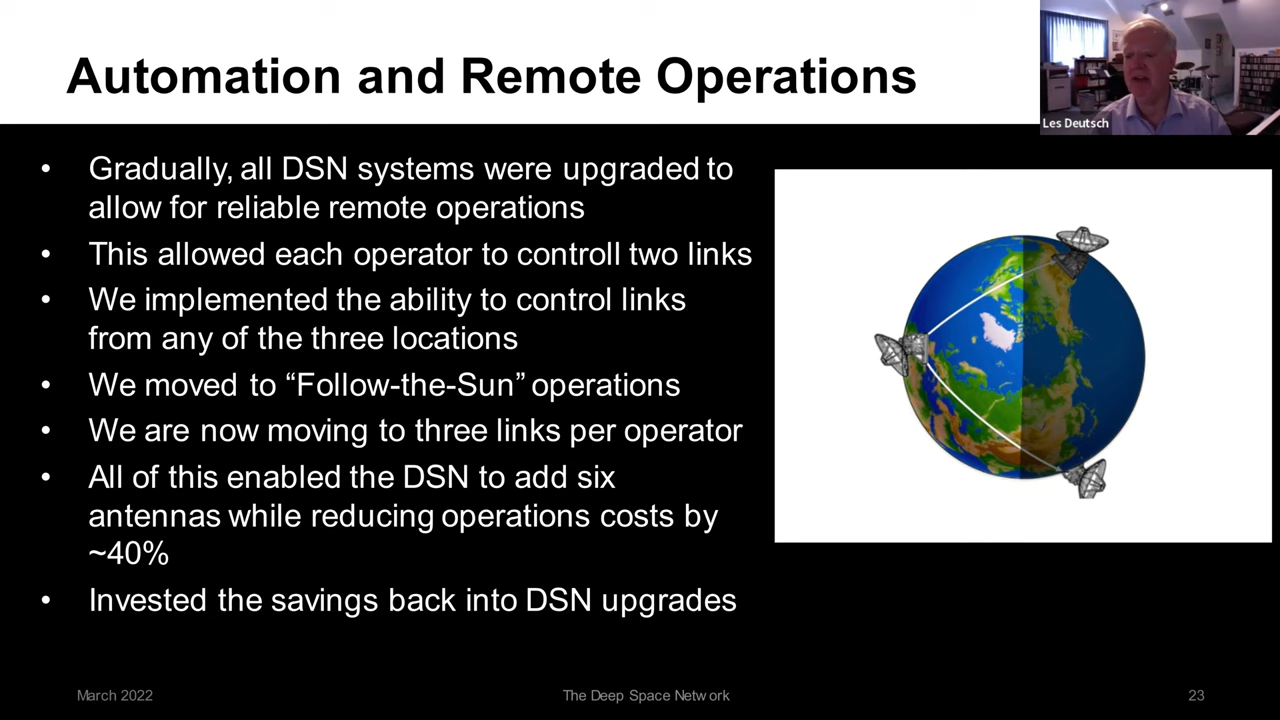 Automation and Remote Operations
Les Deutsch
• Gradually, all DSN systems were upgraded to
allow for reliable remote operations
• This allowed each operator to controll two links
• We implemented the ability to control links
from any of the three locations
• We moved to “Follow-the-Sun” operations
• We are now moving to three links per operator
• All of this enabled the DSN to add six
antennas while reducing operations costs by
~40%
• Invested the savings back into DSN upgrades
March 2022
The Deep Space Network
23